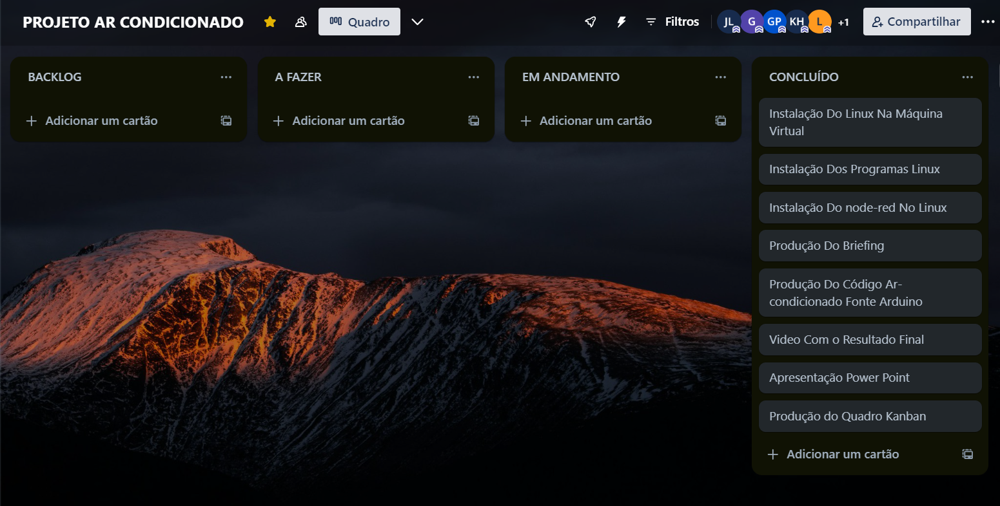 PROJETO AR CONDICIONADO
Quadro
Filtros
JL
G
GP
KH
L
+1
Compartilhar
BACKLOG
Adicionar um cartão
A FAZER
Adicionar um cartão
EM ANDAMENTO
Adicionar um cartão
CONCLUÍDO
Instalação Do Linux Na Máquina
Virtual
Instalação Dos Programas Linux
Instalação Do node-red No Linux
Produção Do Briefing
Produção Do Código Ar-
condicionado Fonte Arduino
Video Com o Resultado Final
Apresentação Power Point
Produção do Quadro Kanban
Adicionar um cartão